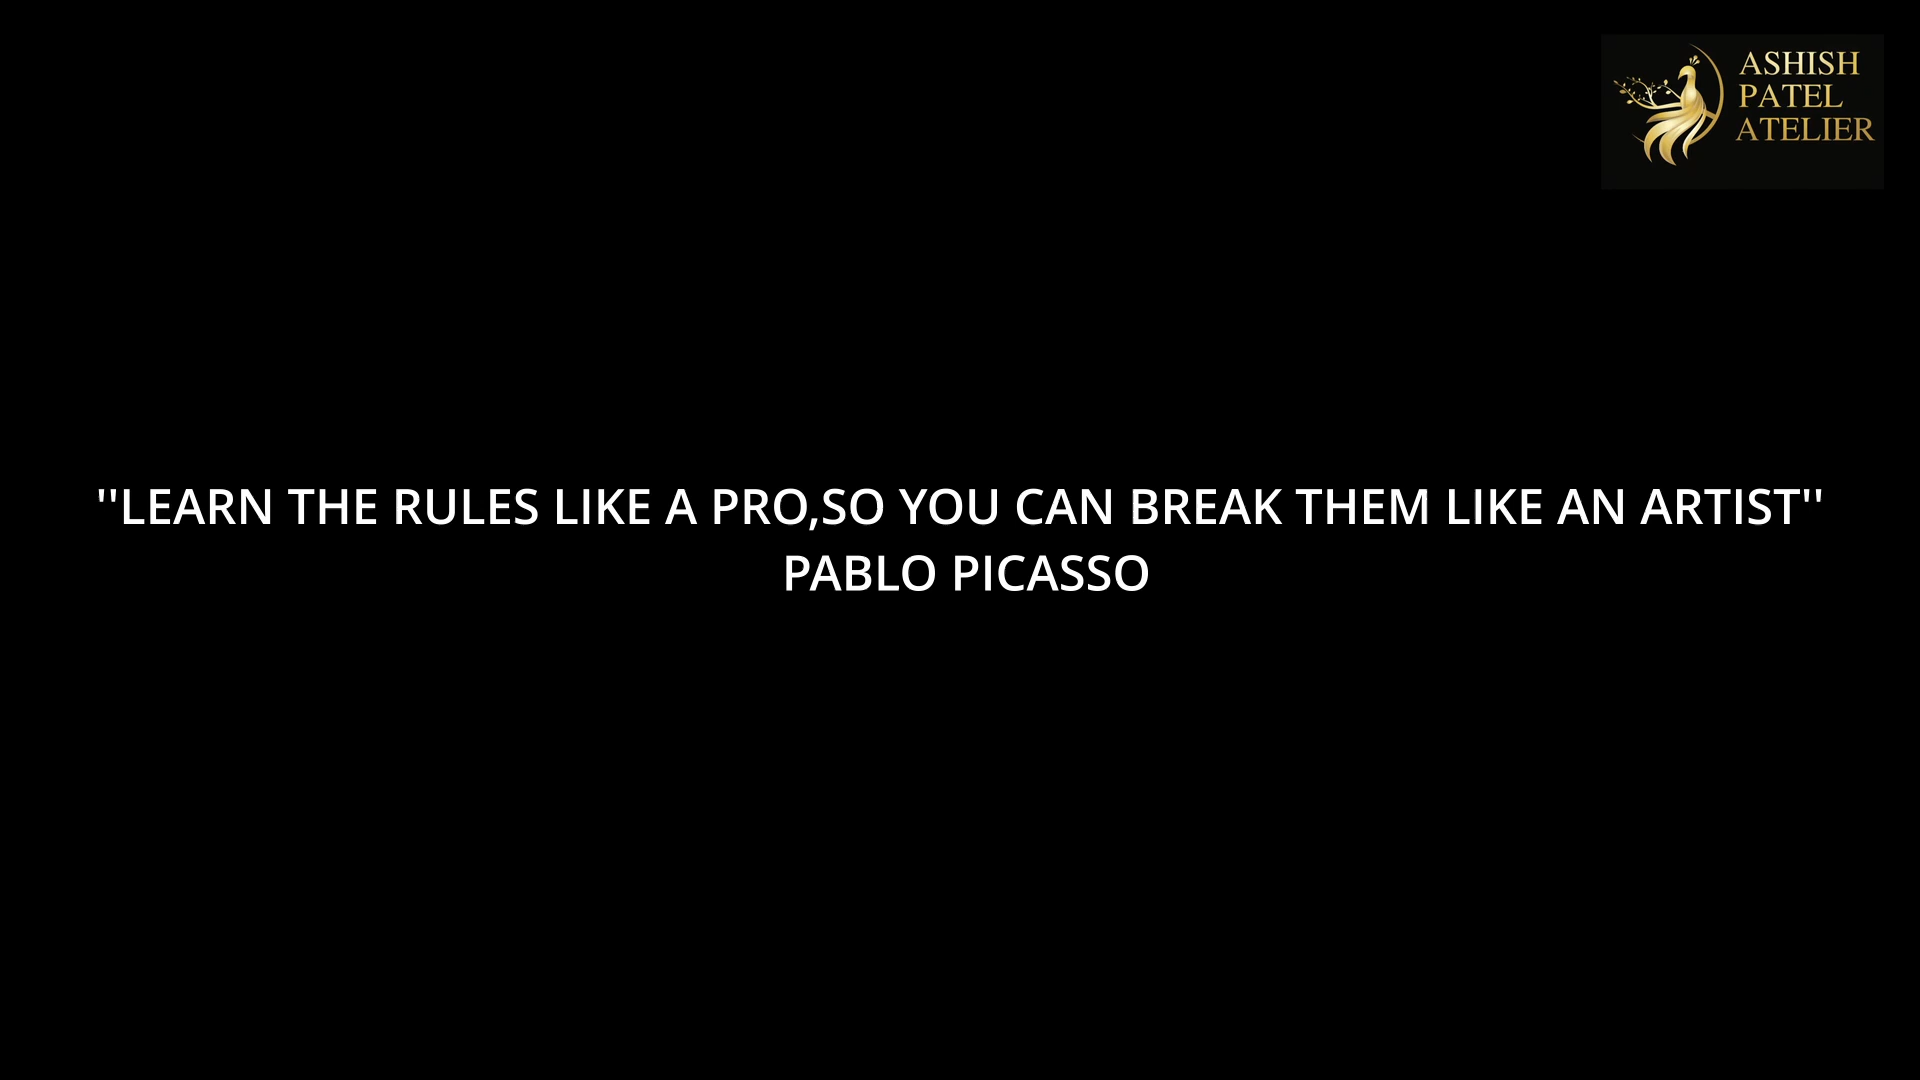 ASHISH
PATEL
ATELIER
''LEARN THE RULES LIKE A PRO,SO YOU CAN BREAK THEM LIKE AN ARTIST''
PABLO PICASSO